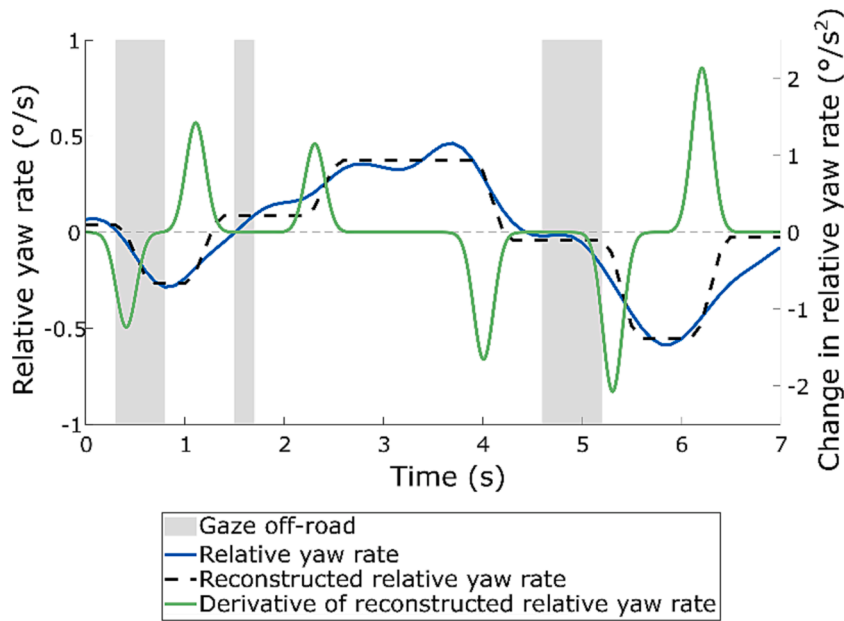 Relative yaw rate (°/s)
1
0.5
0
-0.5
-1
Change in relative yaw rate (°/s²)
2
1
0
-1
-2
0 1 2 3 4 5 6 7
Time (s)
Gaze off-road
Relative yaw rate
Reconstructed relative yaw rate
Derivative of reconstructed relative yaw rate